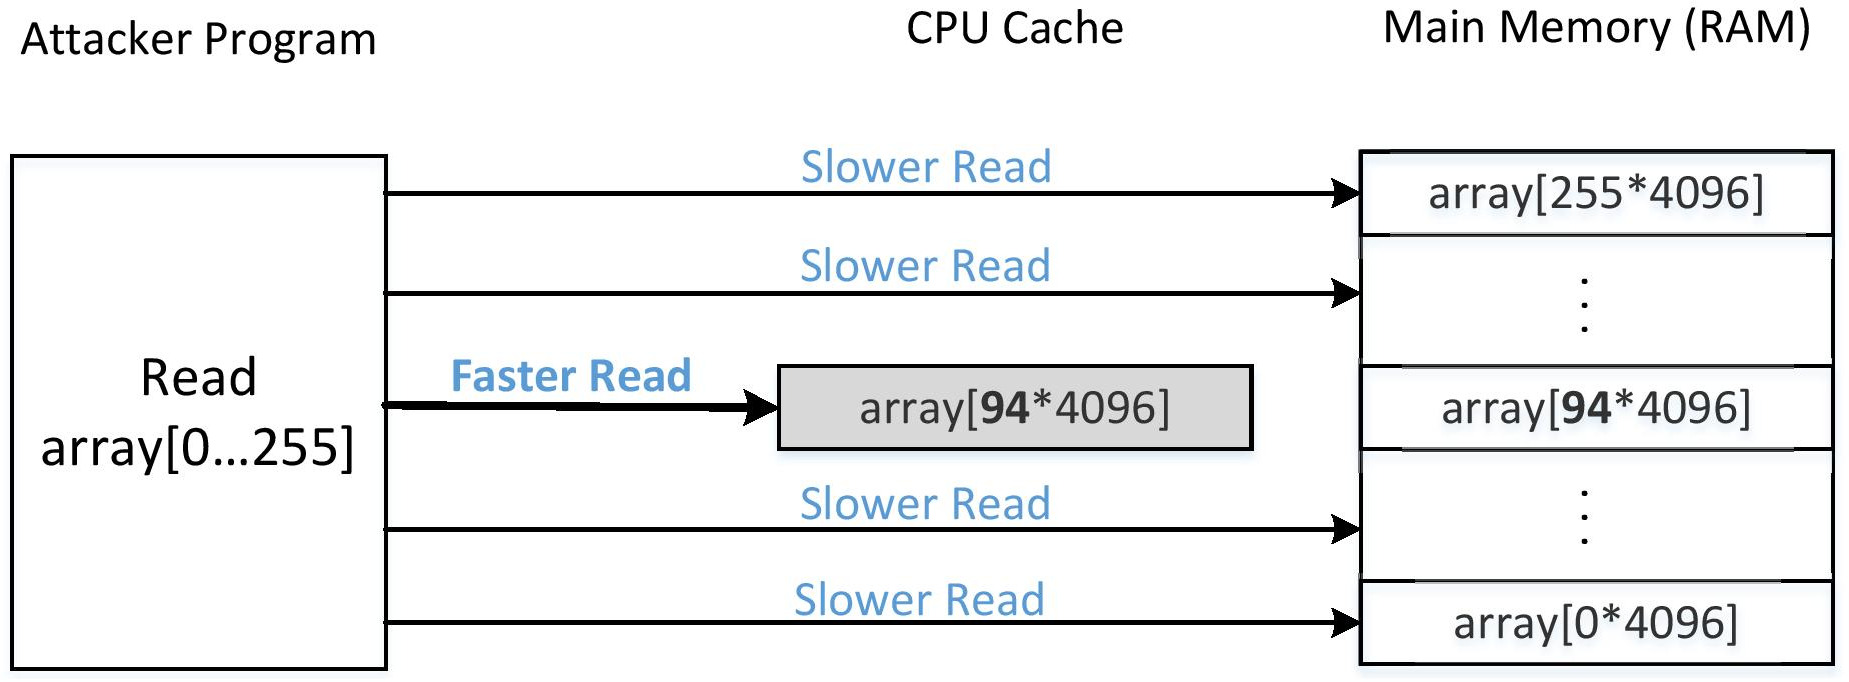 Attacker Program
CPU Cache
Main Memory (RAM)
Slower Read
array[255*4096]
Slower Read
⋮
Read
array[0...255]
Faster Read
array[94*4096]
array[94*4096]
Slower Read
⋮
Slower Read
array[0*4096]